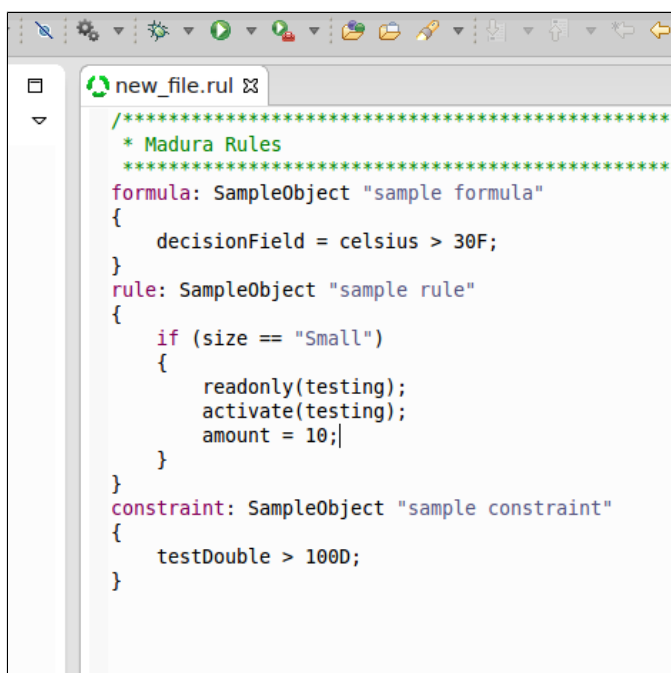 new_file.rul
/************************************************
* Madura Rules
************************************************
formula: SampleObject "sample formula"
{
    decisionField = celsius > 30F;
}
rule: SampleObject "sample rule"
{
    if (size == "Small")
    {
        readonly(testing);
        activate(testing);
        amount = 10;
    }
}
constraint: SampleObject "sample constraint"
{
    testDouble > 100D;
}